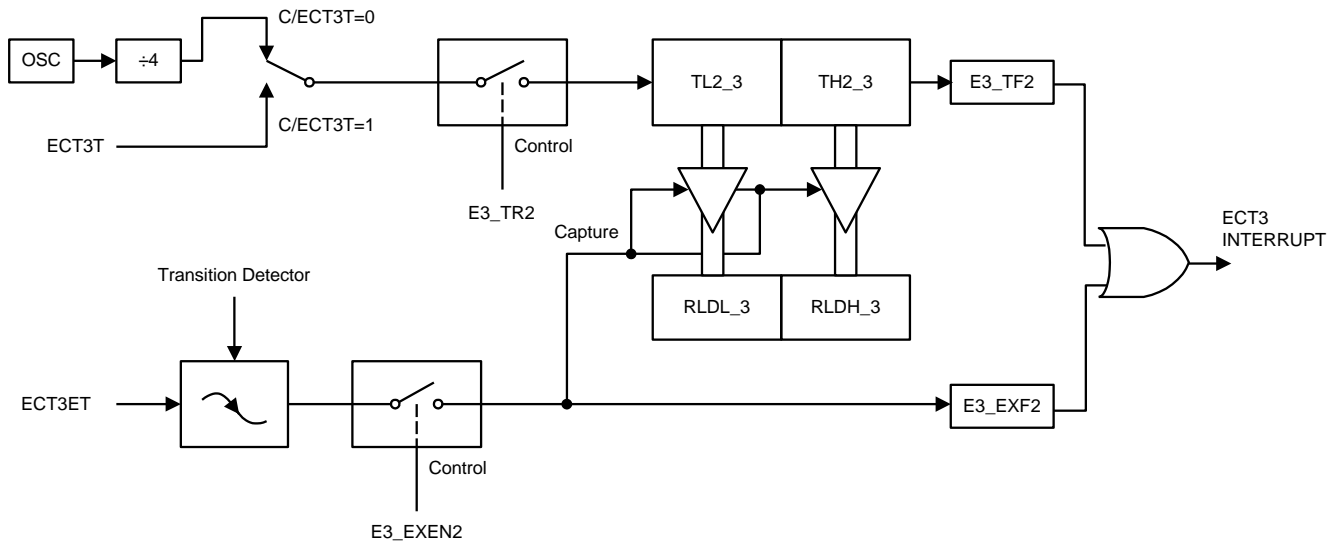 C/ECT3T=0
OSC
÷4
TL2_3
TH2_3
E3_TF2
C/ECT3T=1
ECT3T
Control
E3_TR2
Capture
ECT3
INTERRUPT
Transition Detector
RLDL_3
RLDH_3
ECT3ET
E3_EXF2
Control
E3_EXEN2